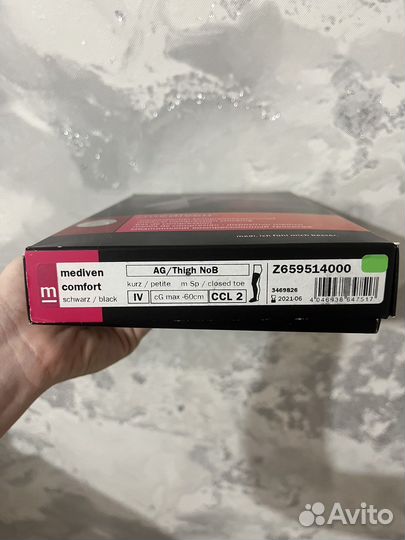 medi. ich fühl mich besser.
m
mediven
comfort
schwarz / black
AG/Thigh NoB
kurz / petite m Sp / closed toe
IV cG max -60cm CCL 2
Z659514000
3469826
2021-06
4 046938 647517
Avito